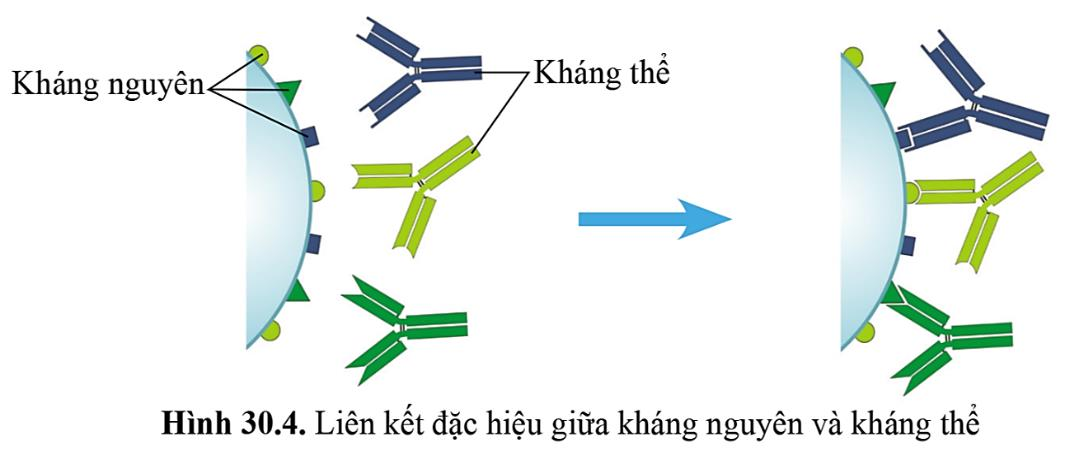 Kháng nguyên
Kháng thể
Hình 30.4. Liên kết đặc hiệu giữa kháng nguyên và kháng thể